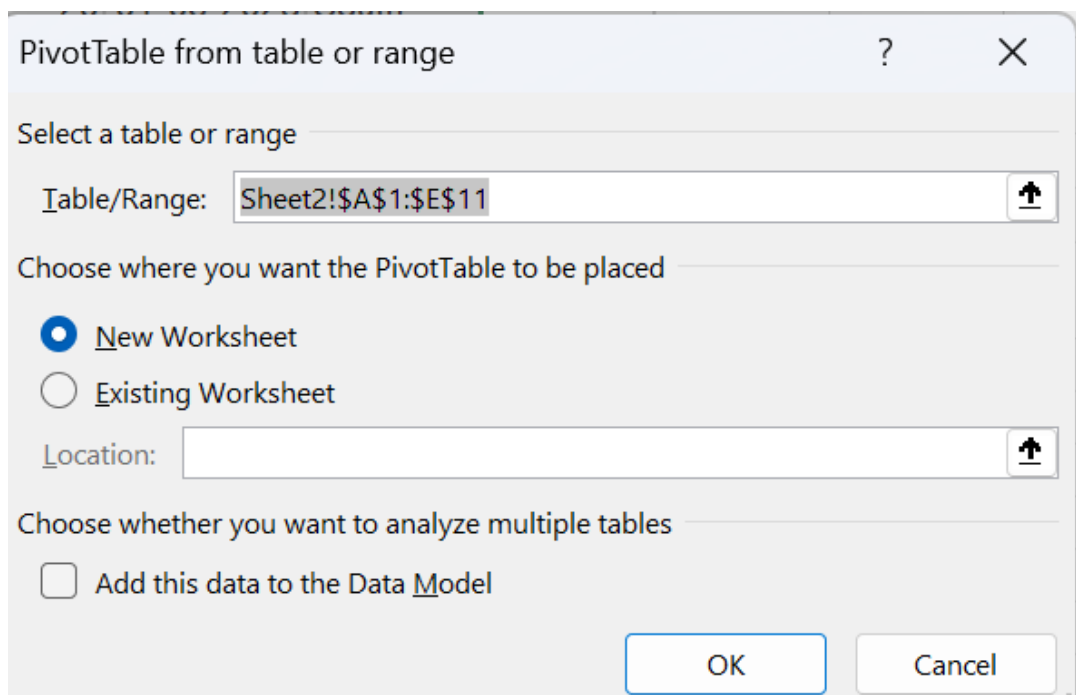 PivotTable from table or range ?
Select a table or range
Table/Range: Sheet2!$A$1:$E$11
Choose where you want the PivotTable to be placed
New Worksheet
Existing Worksheet
Location:
Choose whether you want to analyze multiple tables
Add this data to the Data Model
OK Cancel